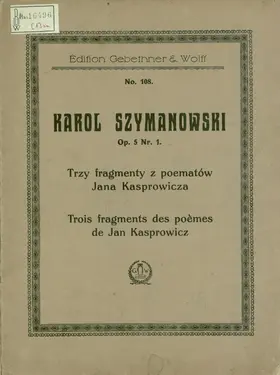 Edition Gebethner & Wolff
No. 108.
KAROL SZYMANOWSKI
Op. 5 Nr. 1.
Trzy fragmenty z poematów
Jana Kasprowicza
Trois fragments des poèmes
de Jan Kasprowicz